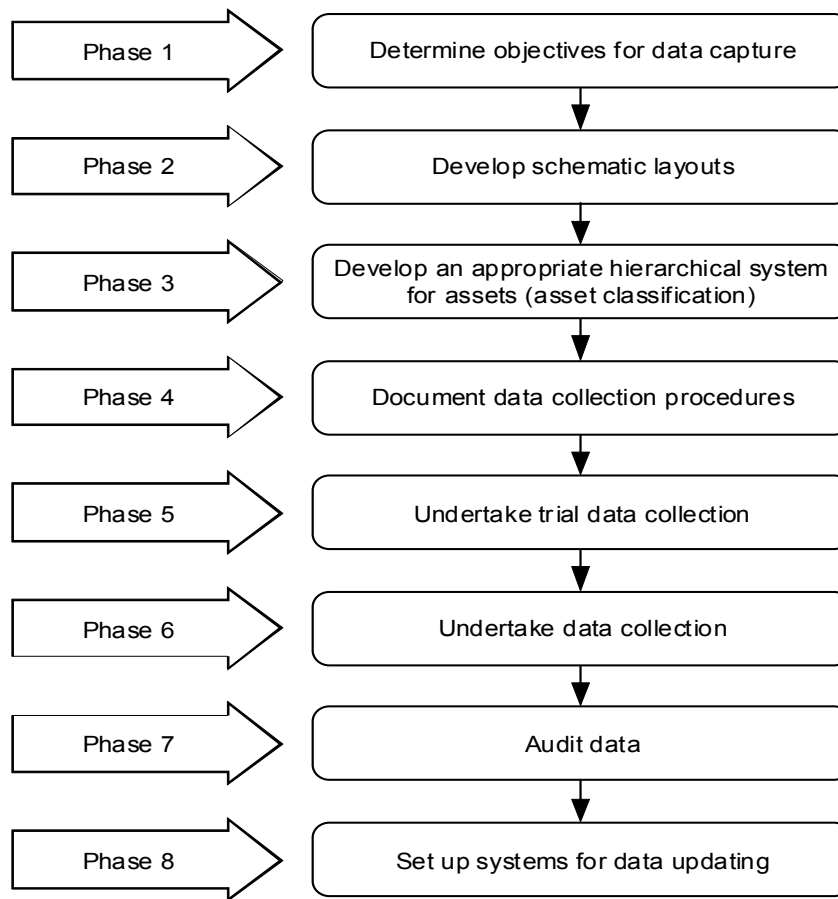 Phase 1
Determine objectives for data capture
Phase 2
Develop schematic layouts
Phase 3
Develop an appropriate hierarchical system
for assets (asset classification)
Phase 4
Document data collection procedures
Phase 5
Undertake trial data collection
Phase 6
Undertake data collection
Phase 7
Audit data
Phase 8
Set up systems for data updating